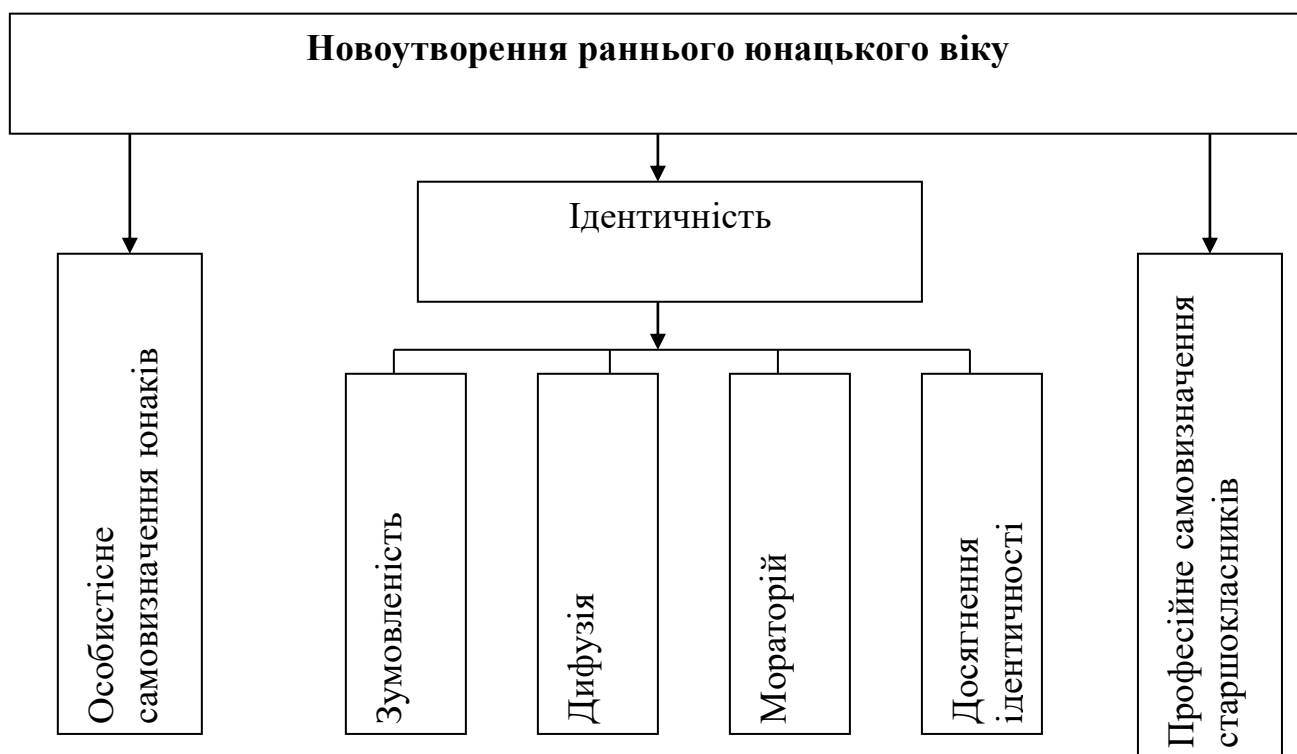 Новоутворення раннього юнацького віку
Ідентичність
Особистісне
самовизначення юнаків
Зумовленість
Дифузія
Мораторій
Досягнення
ідентичності
Професійне самовизначення
старшокласників